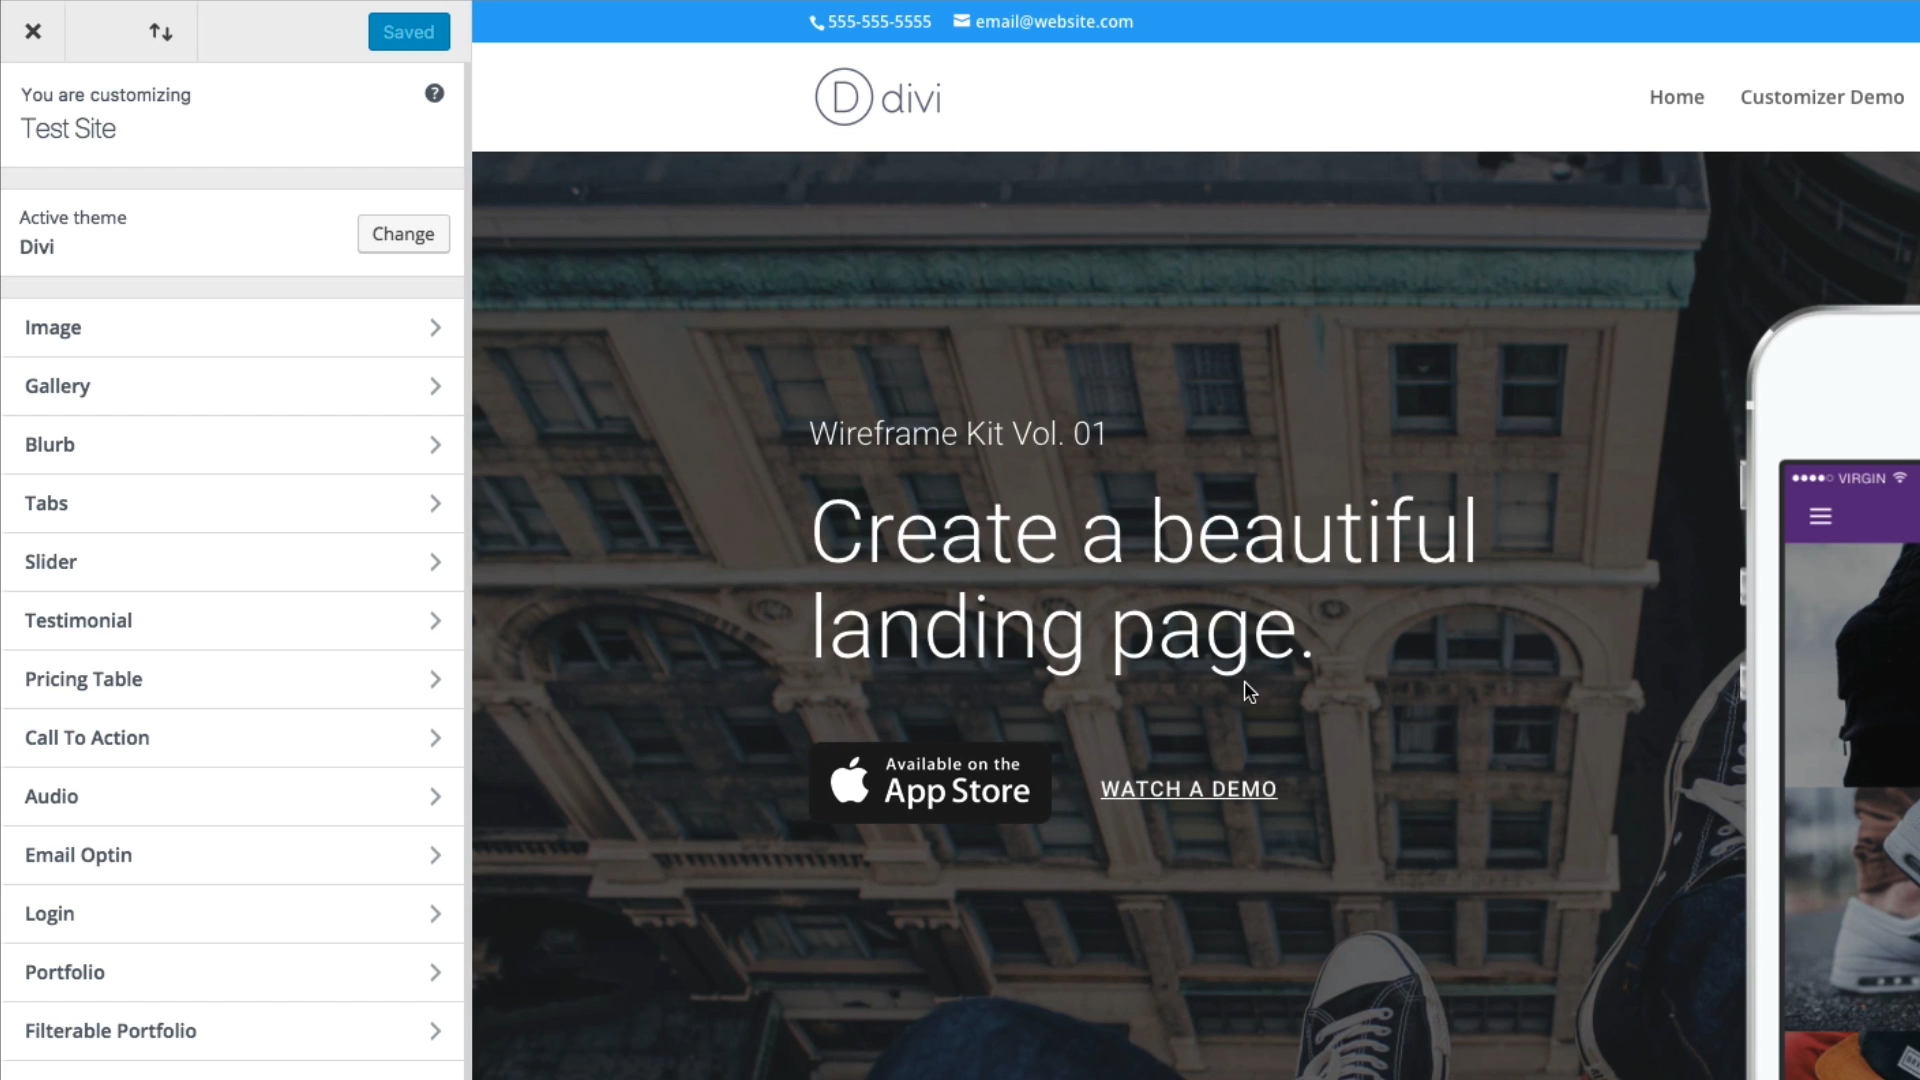 Saved
You are customizing
Test Site
Active theme
Divi
Change
Image
Gallery
Blurb
Tabs
Slider
Testimonial
Pricing Table
Call To Action
Audio
Email Optin
Login
Portfolio
Filterable Portfolio
555-555-5555 email@website.com
D divi
Home Customizer Demo
Wireframe Kit Vol. 01
Create a beautiful
landing page.
Available on the
App Store
WATCH A DEMO
VIRGIN